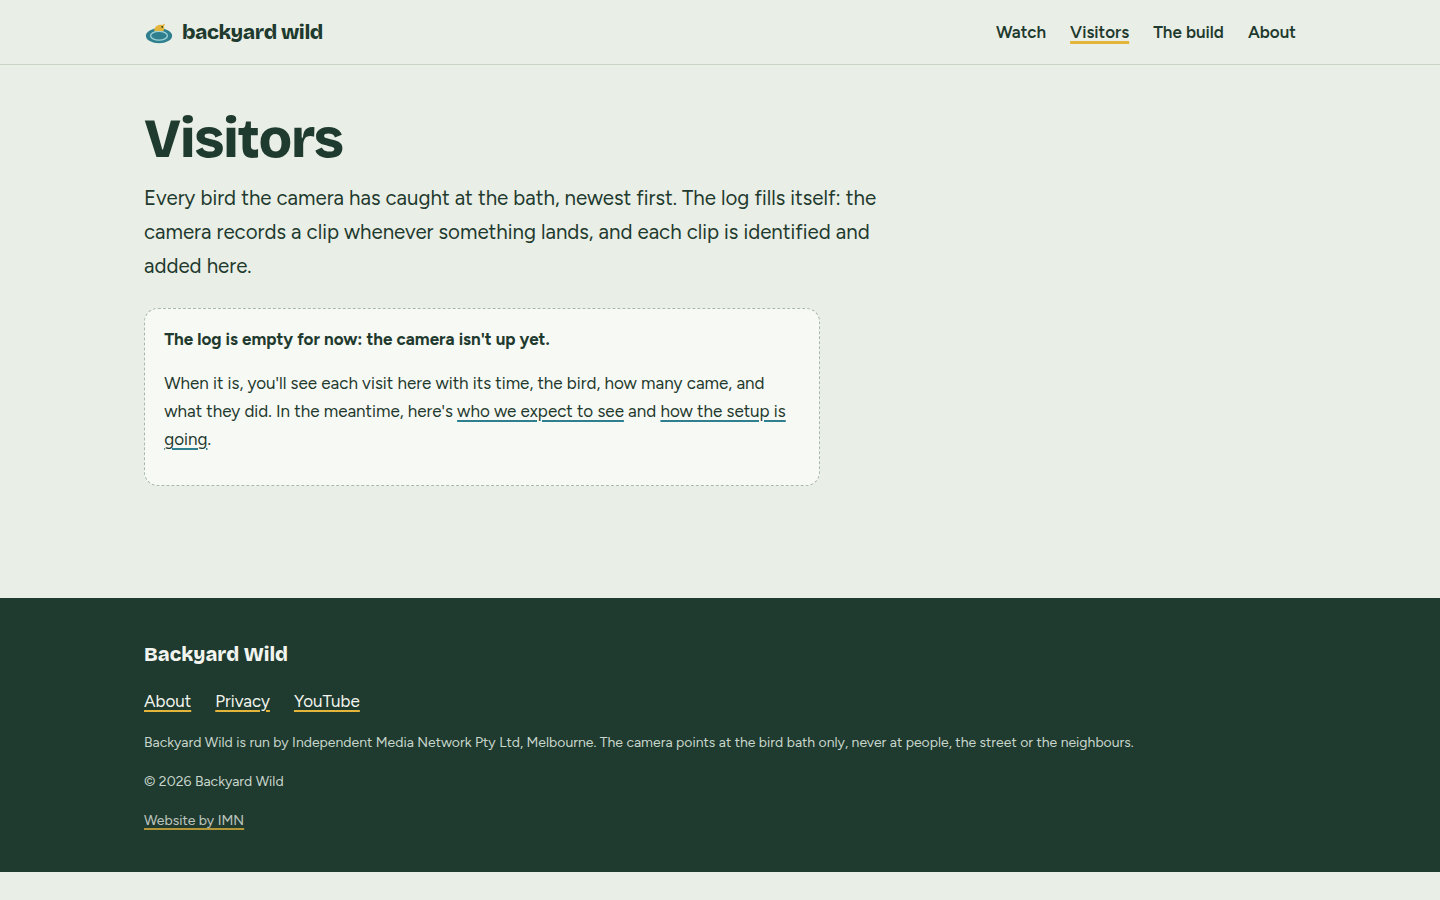 backyard wild
Watch
Visitors
The build
About
Visitors
Every bird the camera has caught at the bath, newest first. The log fills itself: the
camera records a clip whenever something lands, and each clip is identified and
added here.
The log is empty for now: the camera isn't up yet.
When it is, you'll see each visit here with its time, the bird, how many came, and
what they did. In the meantime, here's who we expect to see and how the setup is
going.
Backyard Wild
About
Privacy
YouTube
Backyard Wild is run by Independent Media Network Pty Ltd, Melbourne. The camera points at the bird bath only, never at people, the street or the neighbours.
© 2026 Backyard Wild
Website by IMN